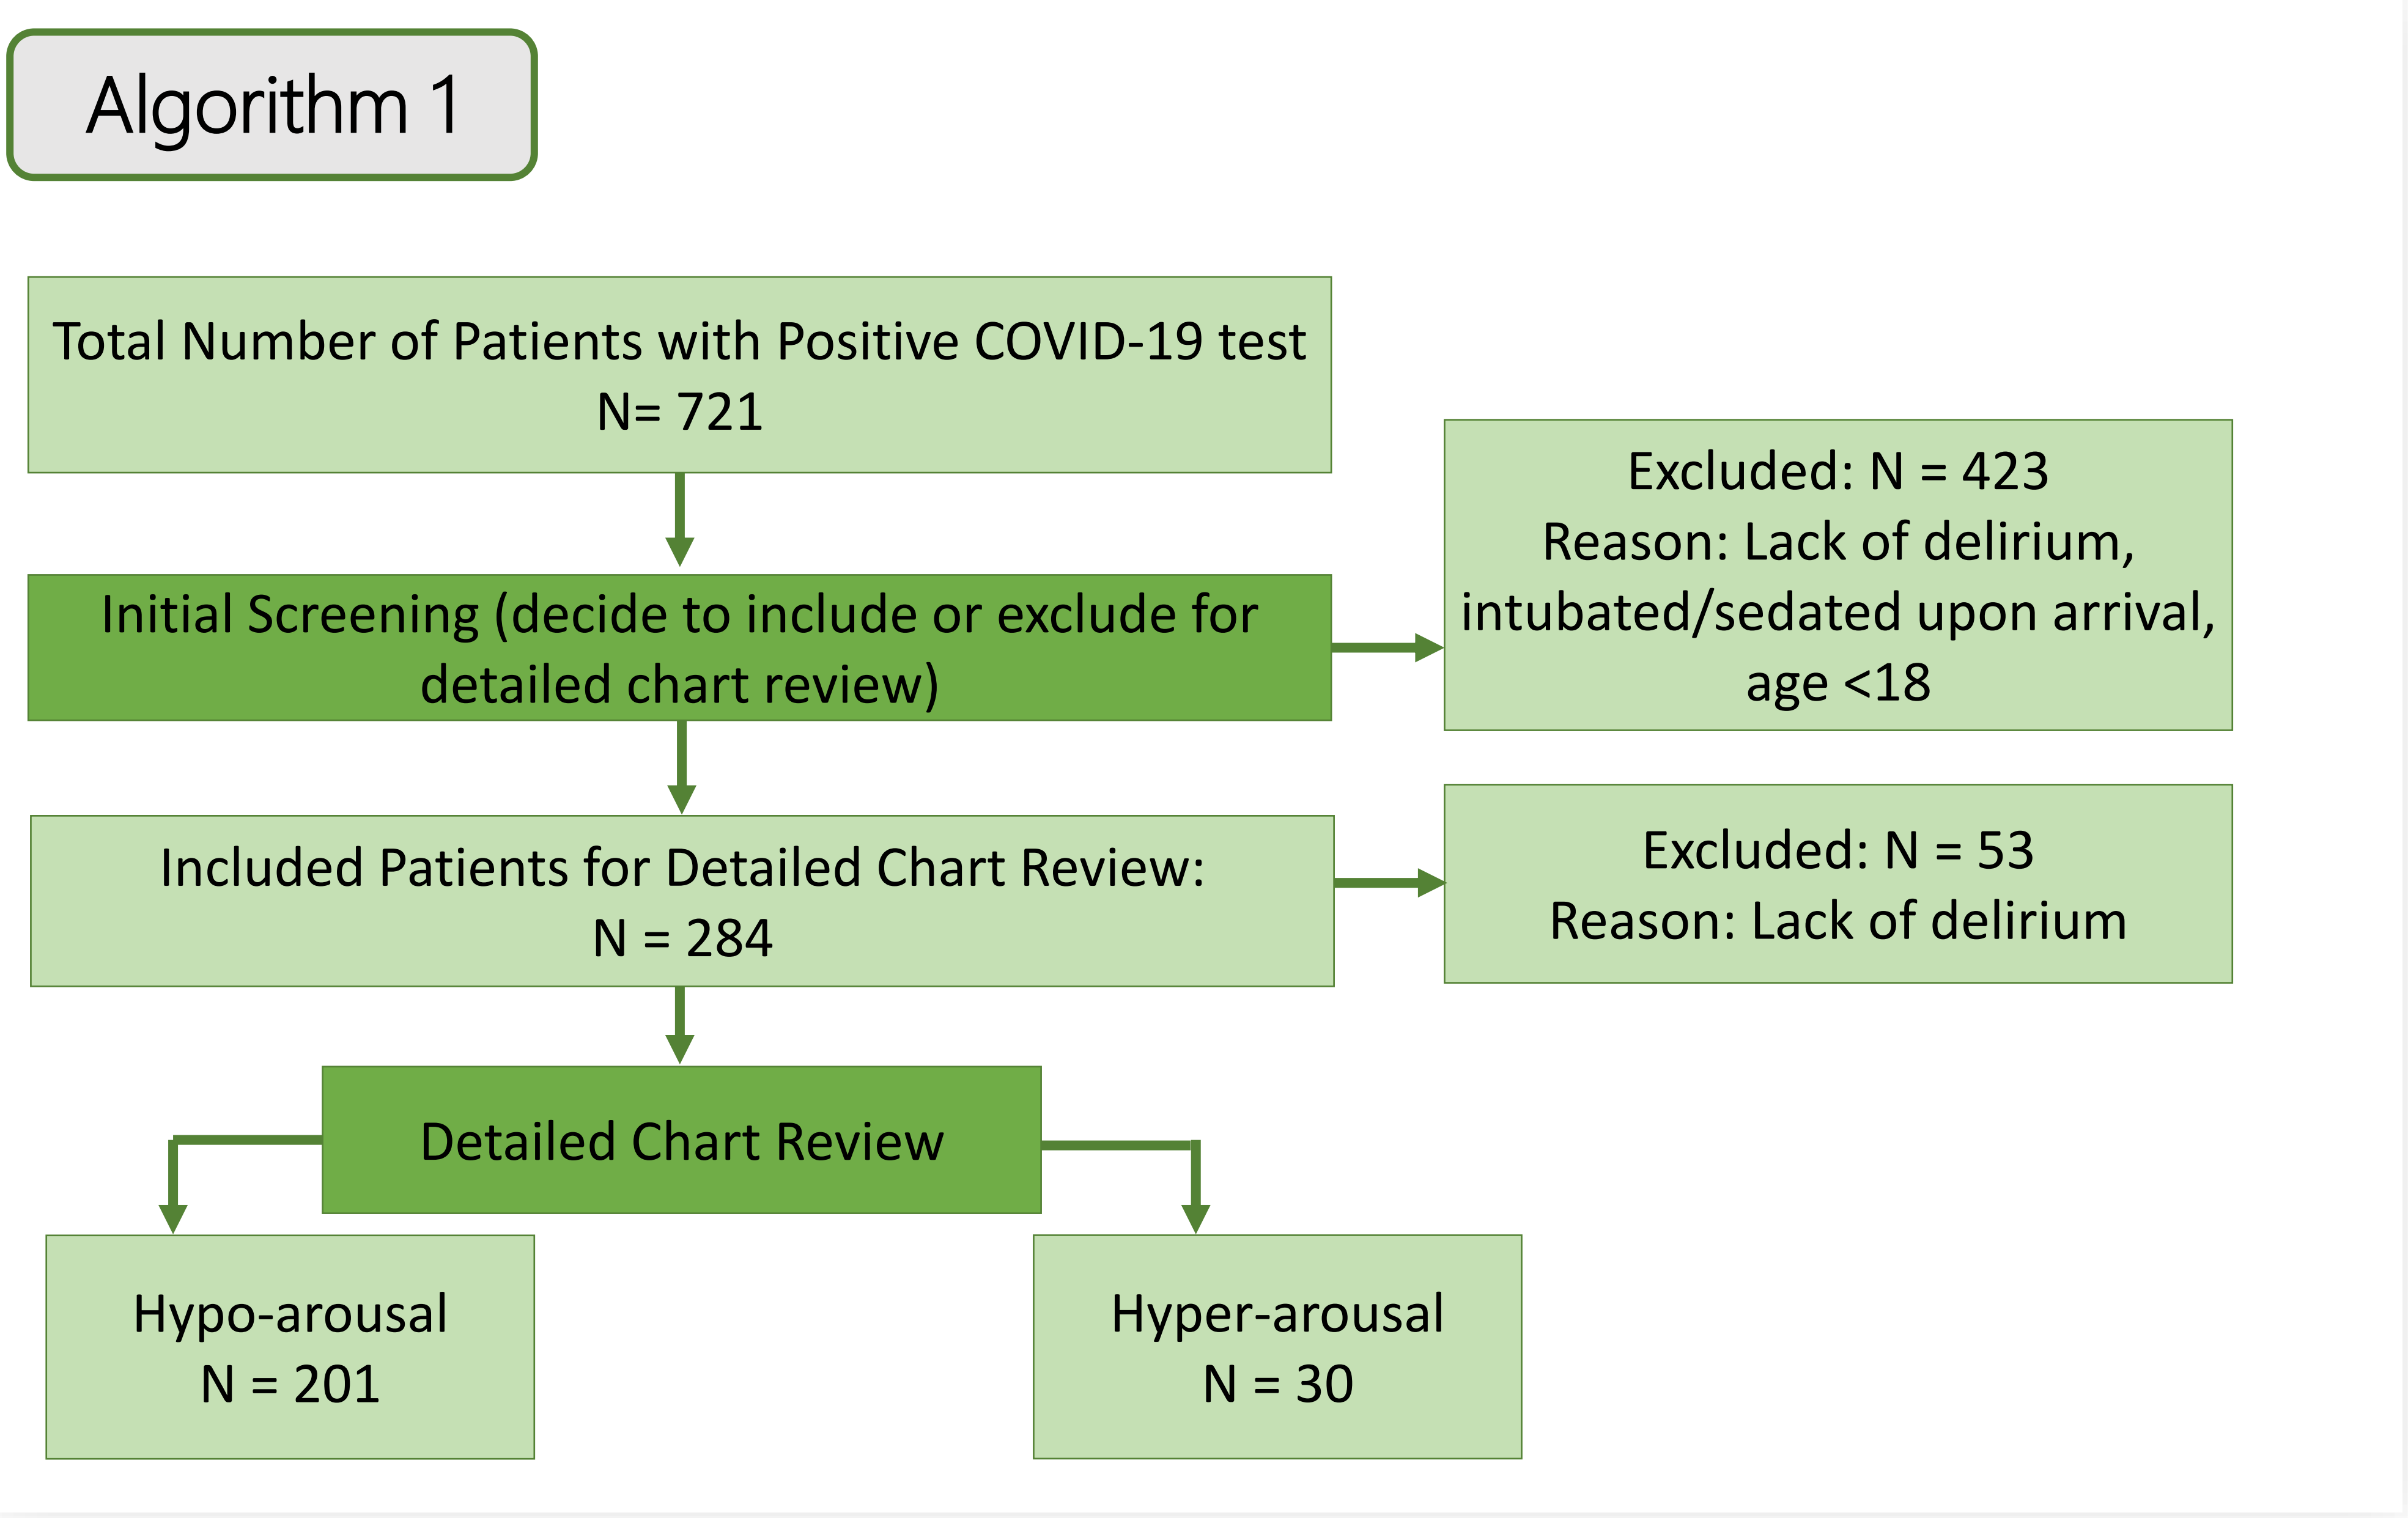 Algorithm 1
Total Number of Patients with Positive COVID-19 test
N= 721
Initial Screening (decide to include or exclude for
detailed chart review)
Excluded: N = 423
Reason: Lack of delirium,
intubated/sedated upon arrival,
age <18
Included Patients for Detailed Chart Review:
N = 284
Excluded: N = 53
Reason: Lack of delirium
Detailed Chart Review
Hypo-arousal
N = 201
Hyper-arousal
N = 30